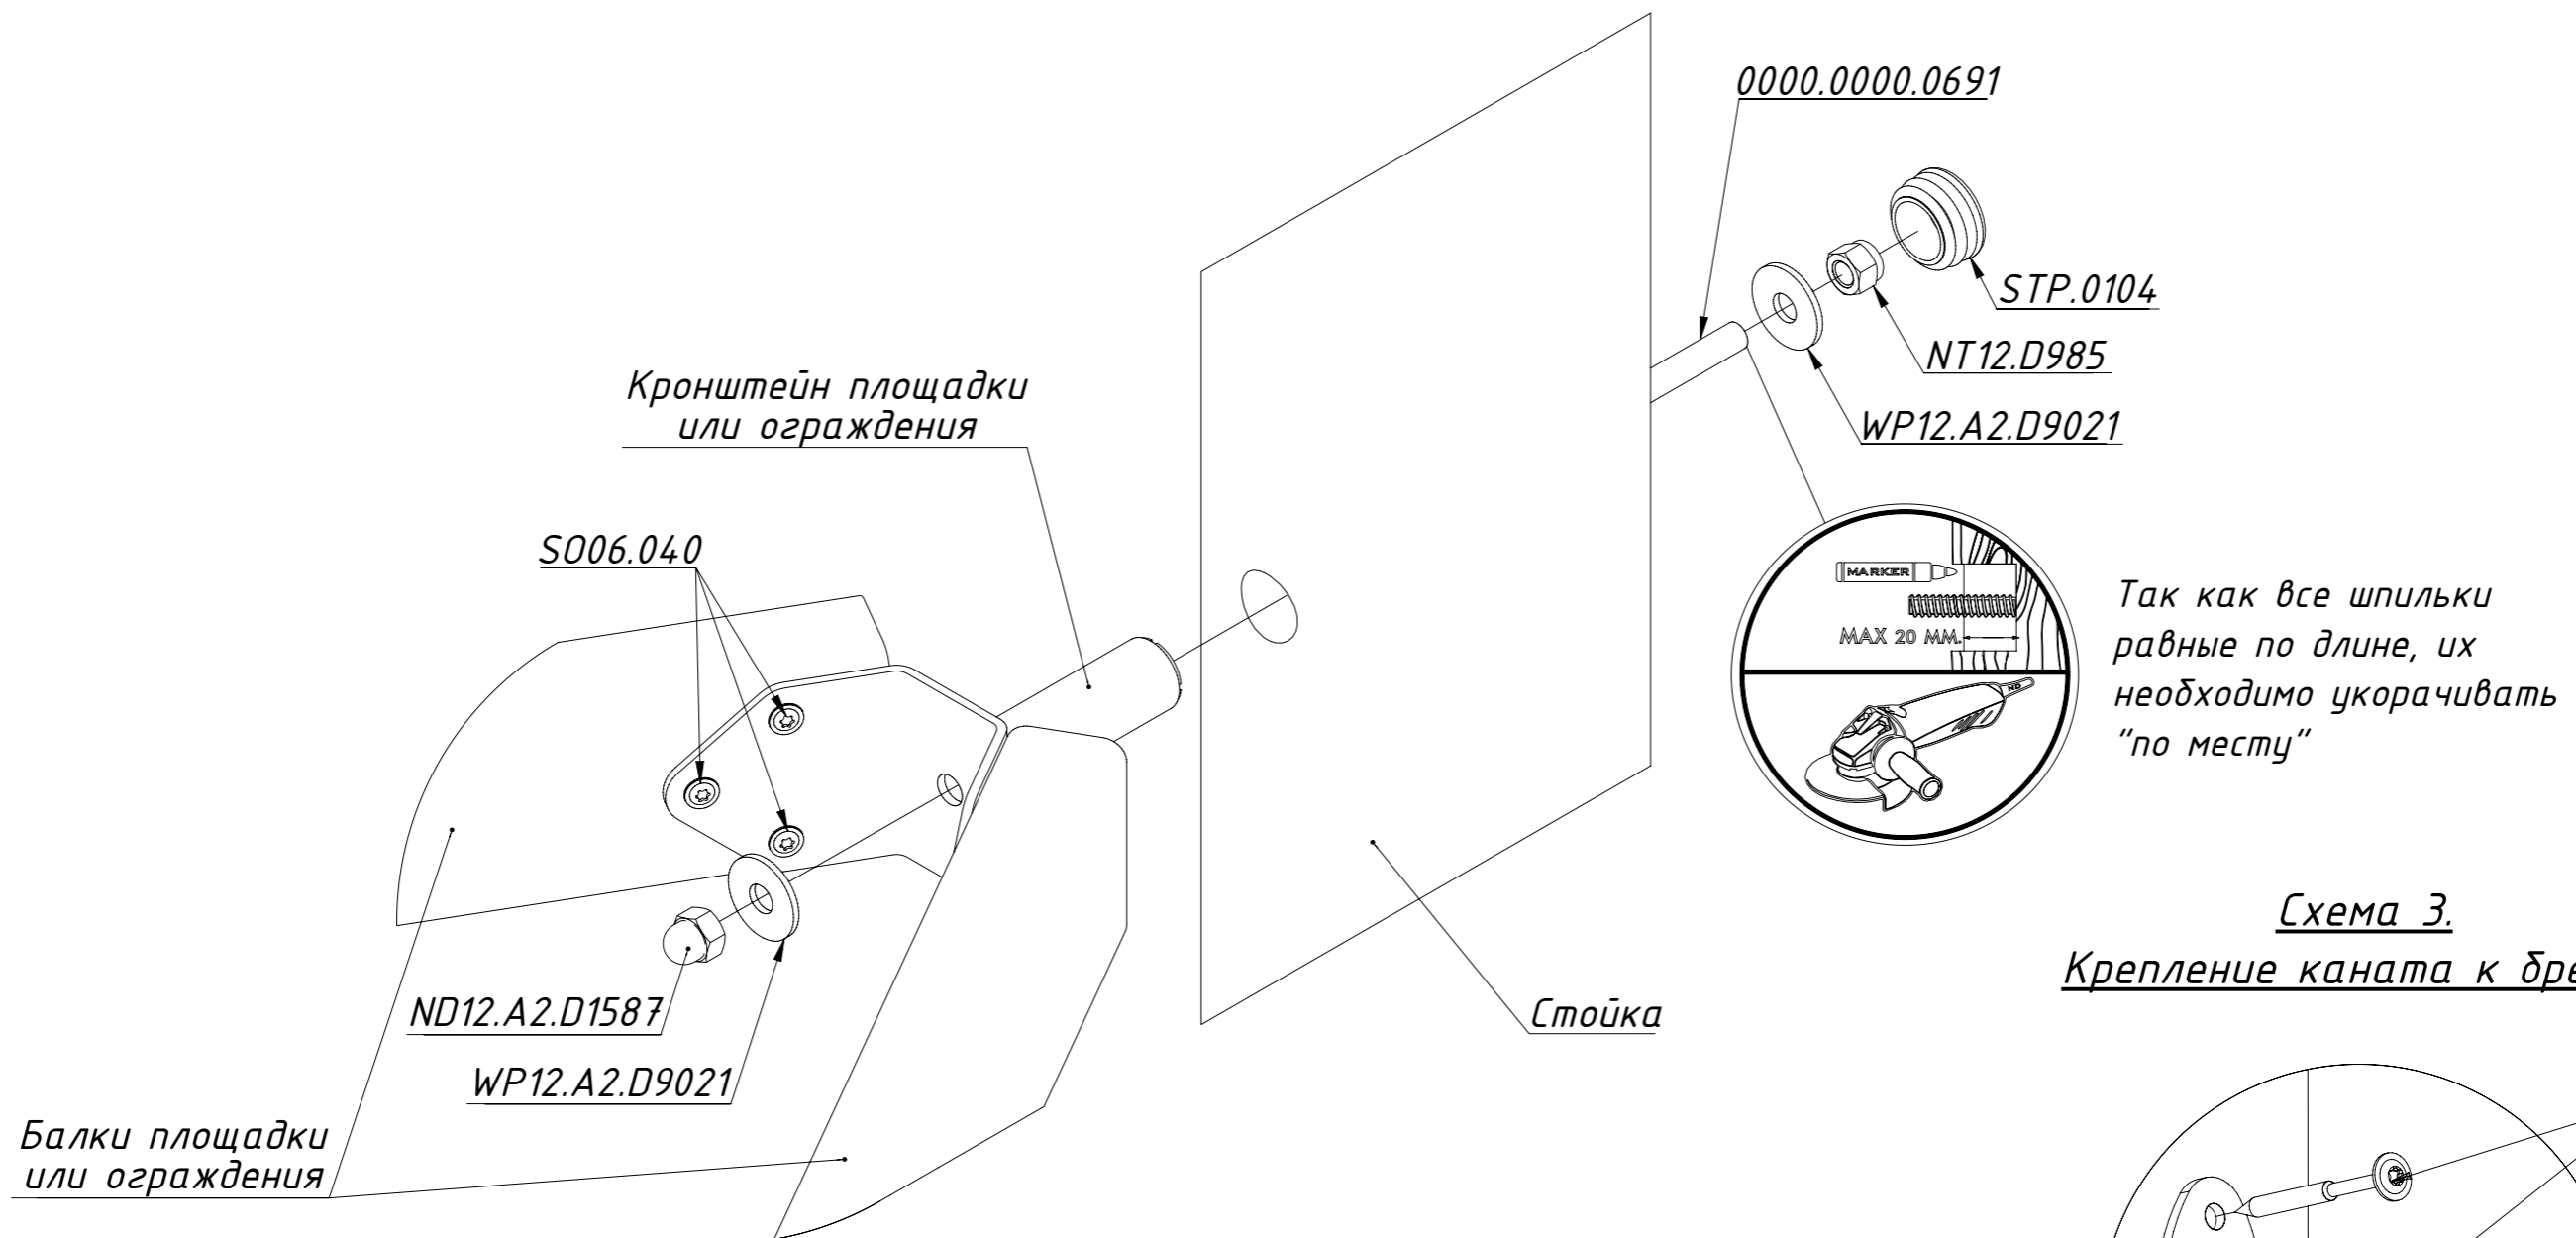 0000.0000.0691
STP.0104
NT12.D985
WP12.A2.D9021
Кронштейн площадки
или ограждения
SO06.040
MARKER
MAX 20 MM.
Так как все шпильки
равные по длине, их
необходимо укорачивать
"по месту"
ND12.A2.D1587
WP12.A2.D9021
Стойка
Балки площадки
или ограждения
Схема 3.
Крепление каната к